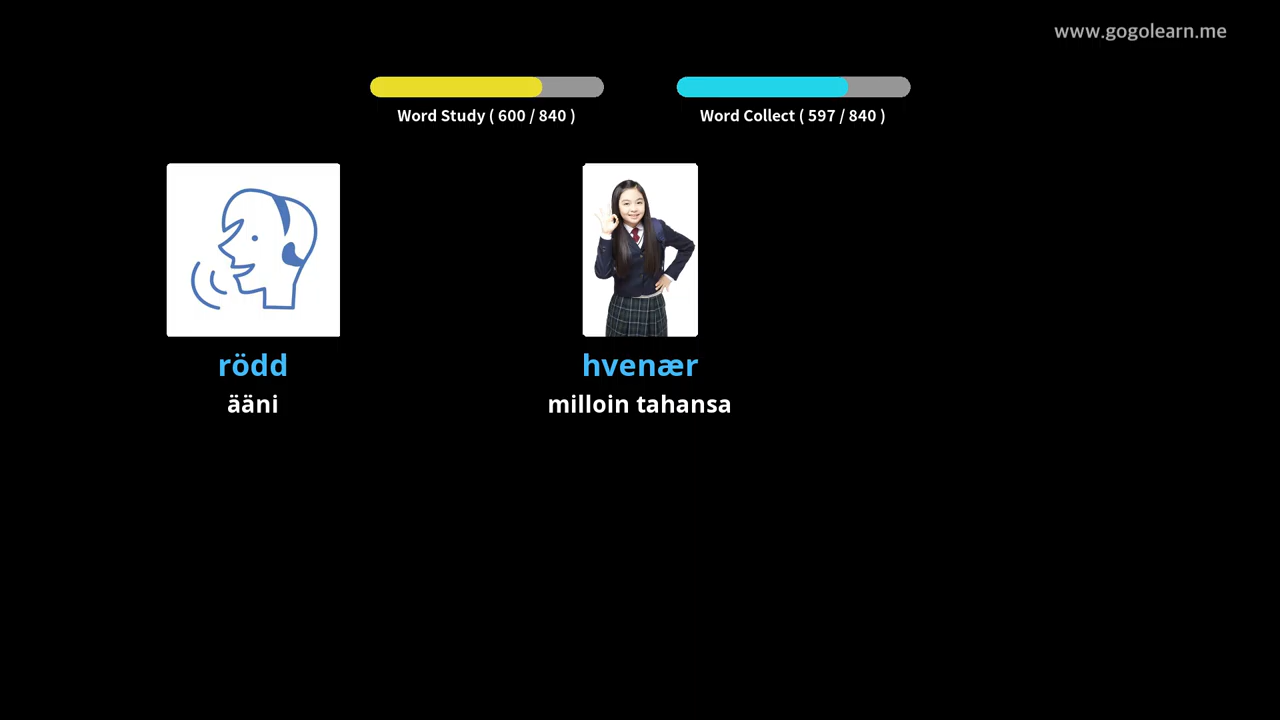 www.gogolearn.me
Word Study ( 600 / 840 )
Word Collect ( 597 / 840 )
rödd
hvenær
ääni
milloin tahansa